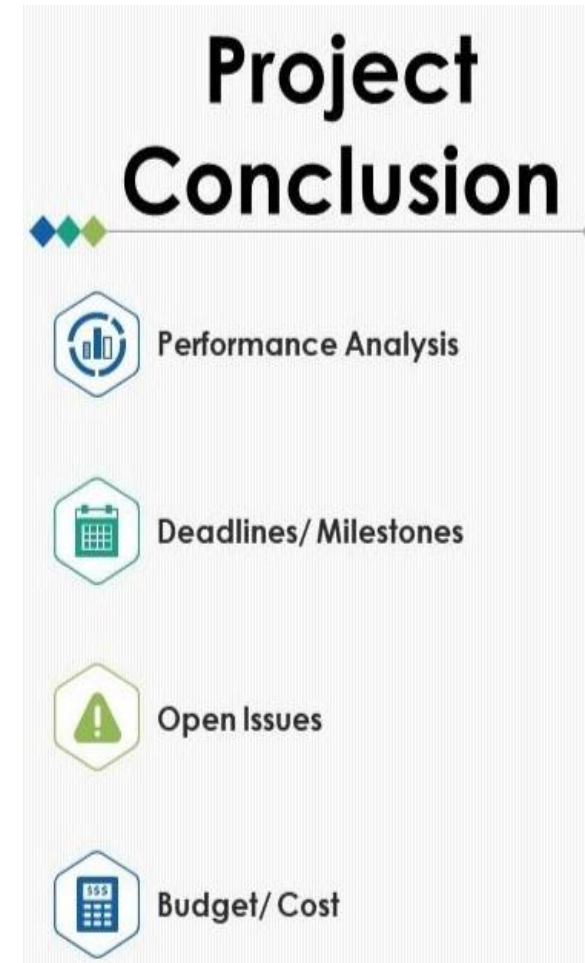 Project
Conclusion
Performance Analysis
Deadlines/ Milestones
Open Issues
$$$
Budget/ Cost